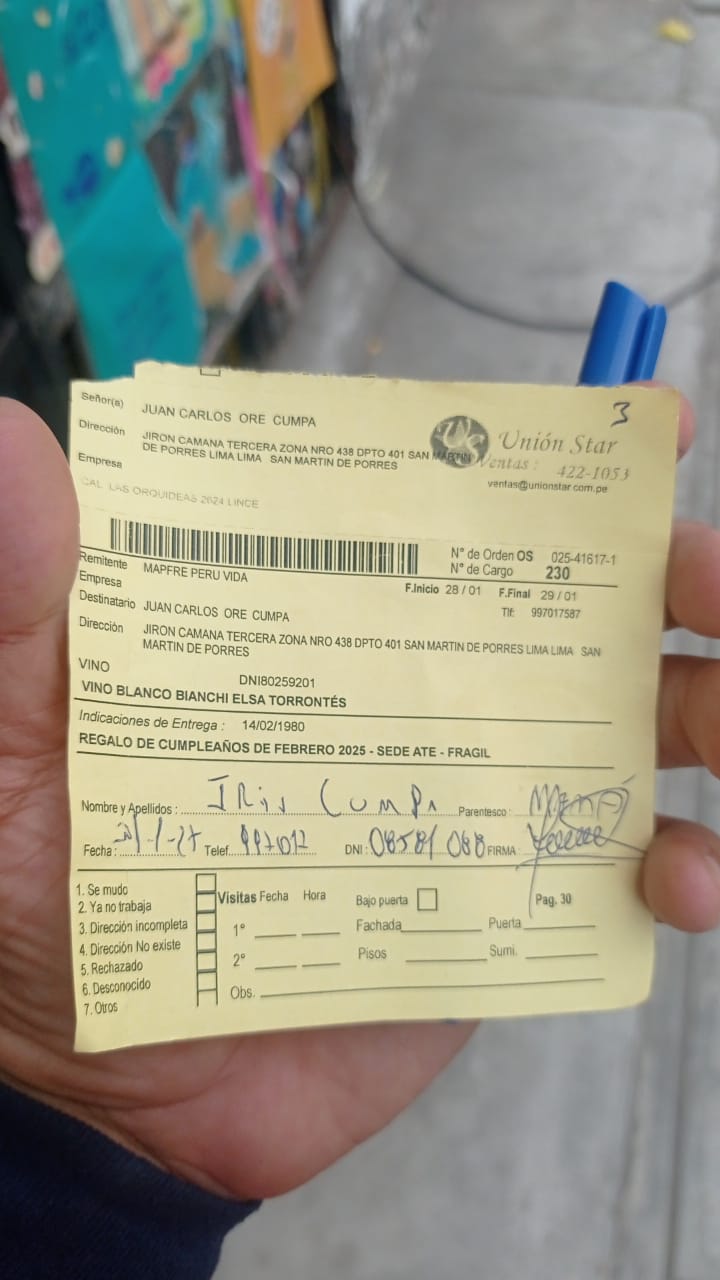 3
Señor(a) JUAN CARLOS ORE CUMPA
Dirección JIRON CAMANA TERCERA ZONA NRO 438 DPTO 401 SAN MARTIN
DE PORRES LIMA LIMA SAN MARTIN DE PORRES
Empresa
CAL. LAS ORQUIDEAS 2624 LINCE
Unión Star
Ventas : 422-1053
ventas@unionstar.com.pe
N° de Orden OS 025-41617-1
N° de Cargo 230
Remitente MAPFRE PERU VIDA
F.Inicio 28 / 01 F.Final 29 / 01
Empresa
Tlf: 997017587
Destinatario JUAN CARLOS ORE CUMPA
Dirección JIRON CAMANA TERCERA ZONA NRO 438 DPTO 401 SAN MARTIN DE PORRES LIMA LIMA SAN
MARTIN DE PORRES
VINO DNI80259201
VINO BLANCO BIANCHI ELSA TORRONTÉS
Indicaciones de Entrega : 14/02/1980
REGALO DE CUMPLEAÑOS DE FEBRERO 2025 - SEDE ATE - FRAGIL
Nombre y Apellidos : IRis CumPA Parentesco : MAMÁ
Fecha : Telef. 997017 DNI : 08581088 FIRMA :
1. Se mudo
2. Ya no trabaja
3. Dirección incompleta
4. Dirección No existe
5. Rechazado
6. Desconocido
7. Otros
Visitas Fecha Hora Bajo puerta Pag. 30
1° Fachada Puerta
2° Pisos Sumi.
Obs.